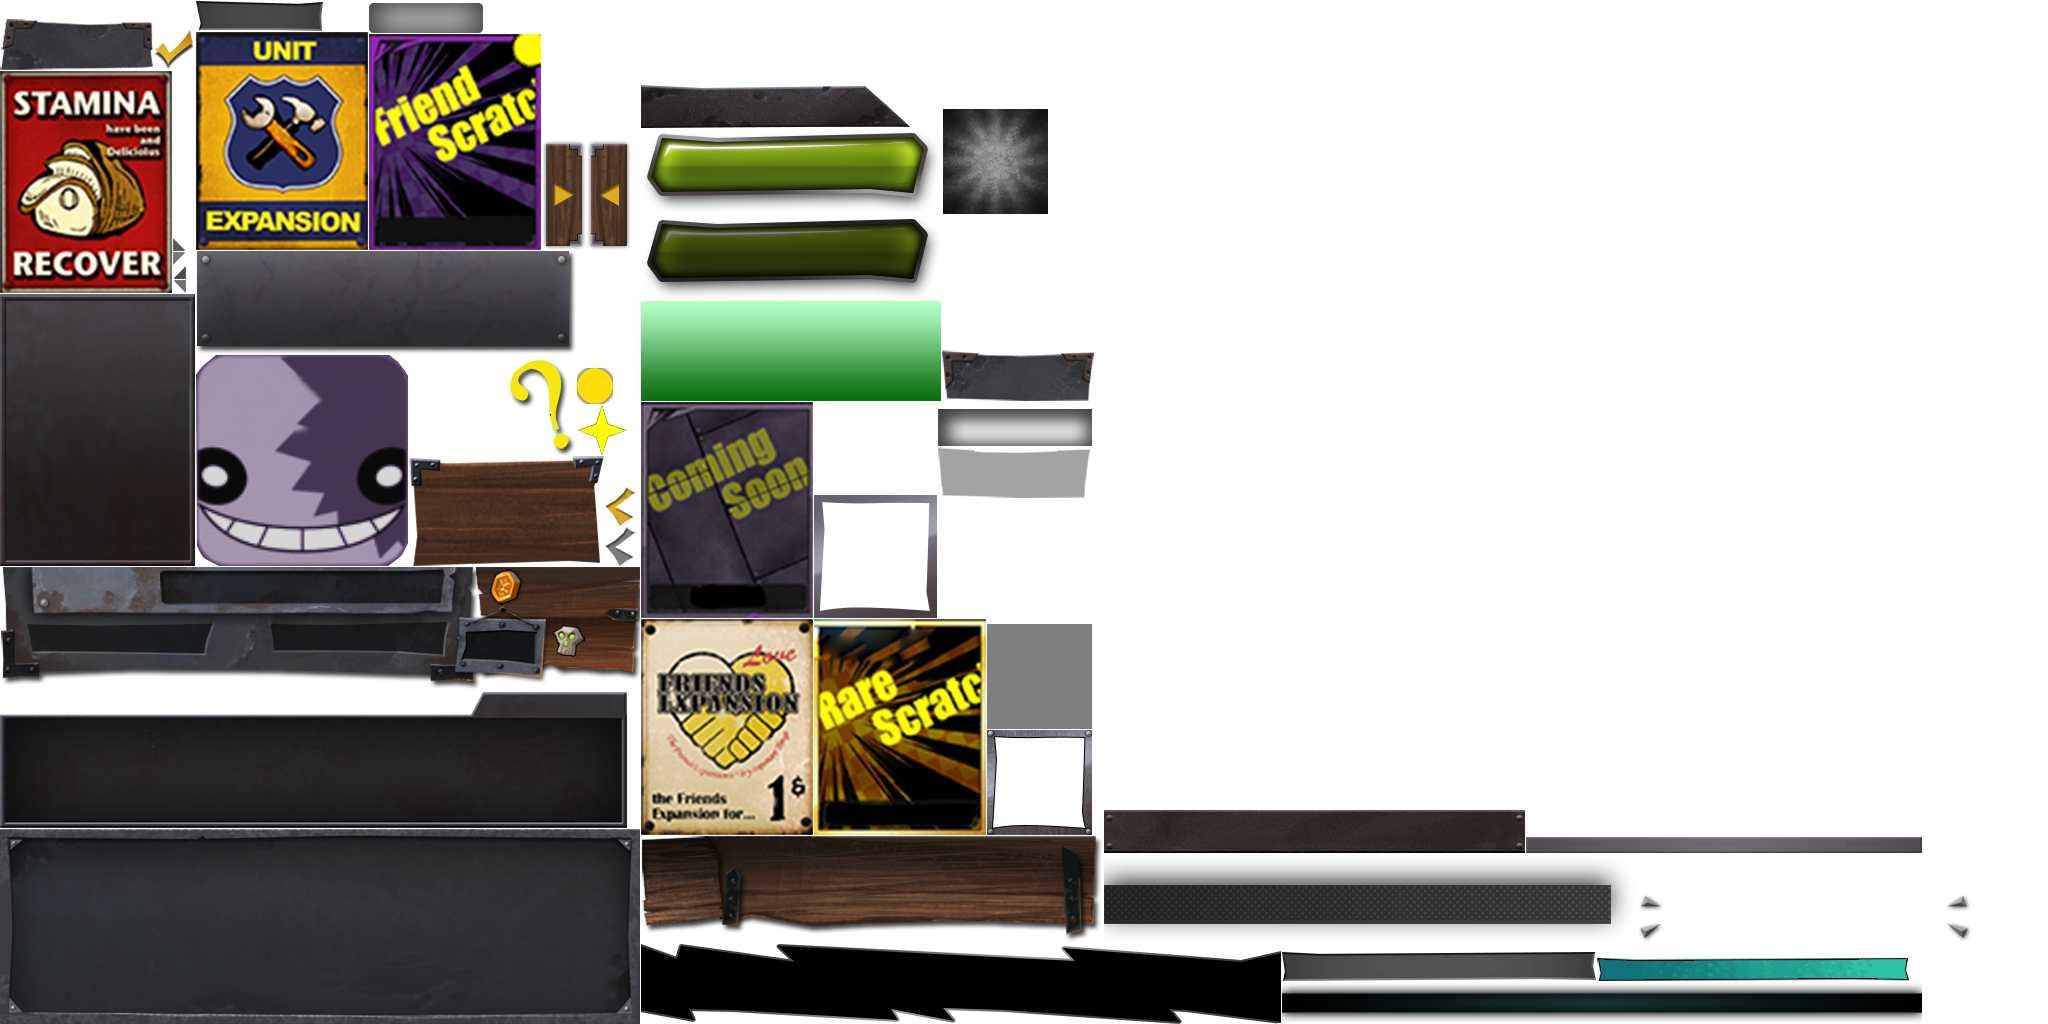 STAMINA
have been
and
Deliciolus
RECOVER
UNIT
EXPANSION
friend
Scratc
Coming
Soon
Love
FRIENDS
EXPANSION
the Friends
Expansion for...
1$
Rare
Scratc